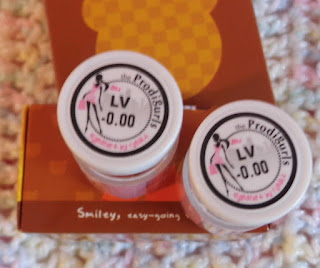 the ProdiGurls
LV
-0.00
the ProdiGurls
LV
-0.00
Smiley, easy-going